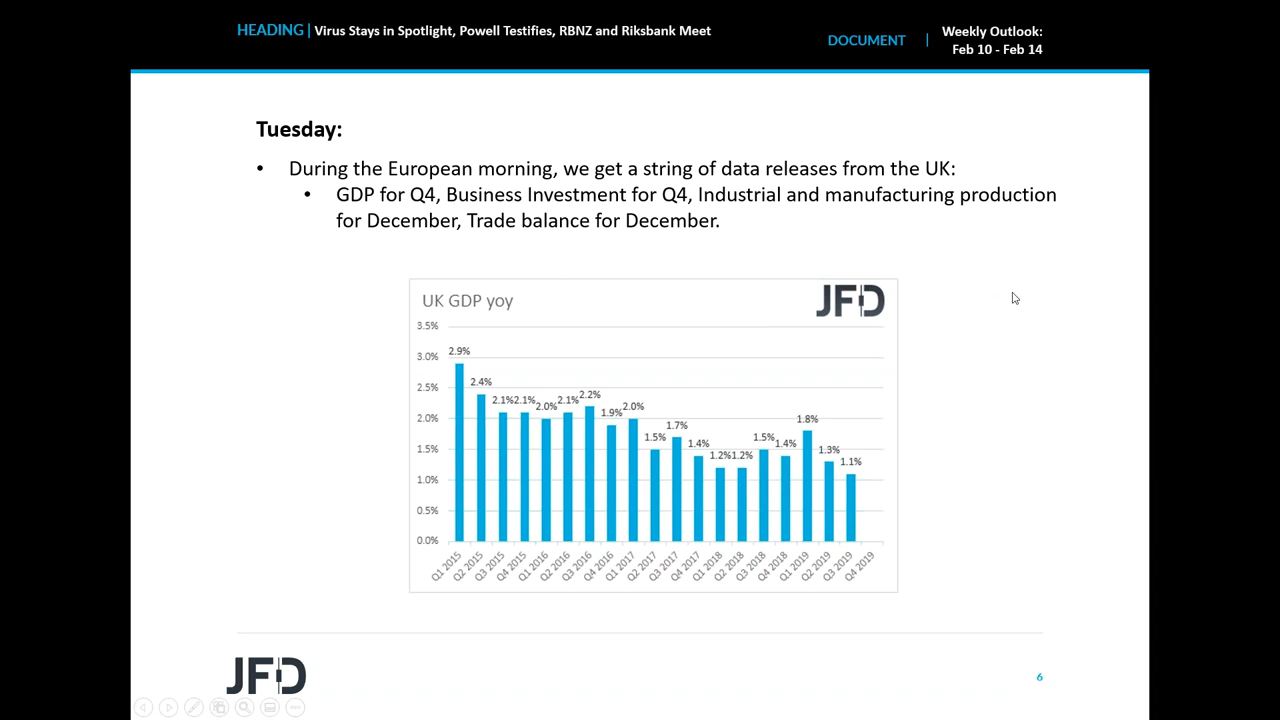 HEADING | Virus Stays in Spotlight, Powell Testifies, RBNZ and Riksbank Meet
DOCUMENT | Weekly Outlook:
Feb 10 - Feb 14
Tuesday:
• During the European morning, we get a string of data releases from the UK:
• GDP for Q4, Business Investment for Q4, Industrial and manufacturing production
for December, Trade balance for December.
UK GDP yoy
JFD
3.5%
3.0%
2.5%
2.0%
1.5%
1.0%
0.5%
0.0%
2.9%
2.4%
2.1%
2.1%
2.0%
2.1%
2.2%
1.9%
2.0%
1.5%
1.7%
1.4%
1.2%
1.2%
1.5%
1.4%
1.8%
1.3%
1.1%
Q1 2015
Q2 2015
Q3 2015
Q4 2015
Q1 2016
Q2 2016
Q3 2016
Q4 2016
Q1 2017
Q2 2017
Q3 2017
Q4 2017
Q1 2018
Q2 2018
Q3 2018
Q4 2018
Q1 2019
Q2 2019
Q3 2019
Q4 2019
JFD
6